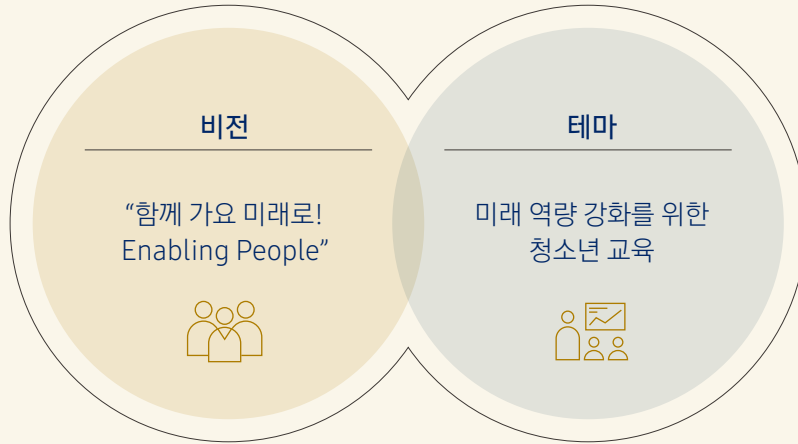 비전
“함께 가요 미래로!
Enabling People”
테마
미래 역량 강화를 위한
청소년 교육